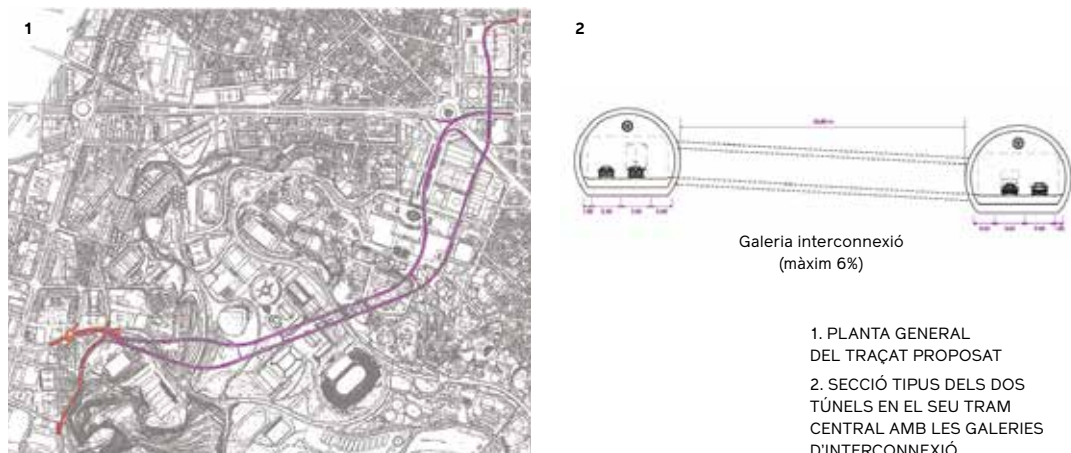 1
2
Galeria interconnexió
(màxim 6%)
1. PLANTA GENERAL
DEL TRAÇAT PROPOSAT
2. SECCIÓ TIPUS DELS DOS
TÚNELS EN EL SEU TRAM
CENTRAL AMB LES GALERIES
D'INTERCONNEXIÓ